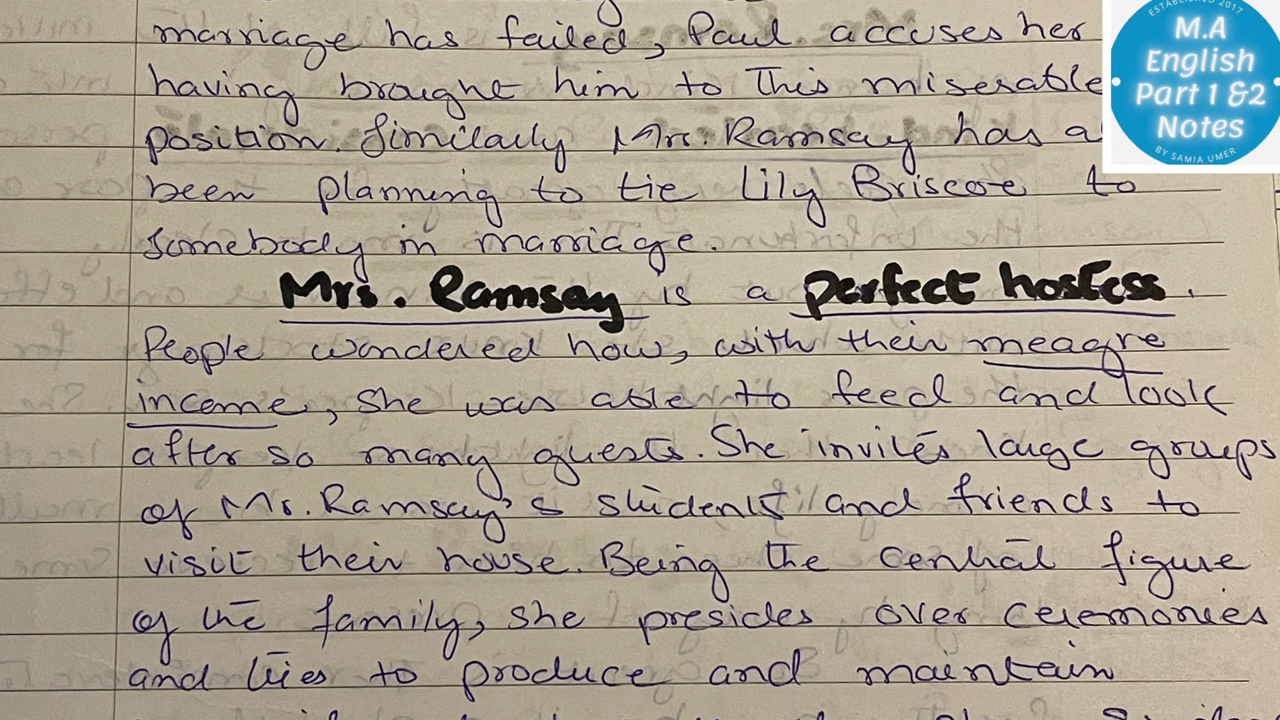 marriage has failed, Paul accuses her
having brought him to this miserable
position. Similarly Mrs. Ramsay has a
been planning to tie Lily Briscoe to
somebody in marriage.
Mrs. Ramsay is a perfect hostess.
People wondered how, with their meagre
income, she was able to feed and look
after so many guests. She invites large groups
of Mr. Ramsay's students and friends to
visit their house. Being the central figure
of the family, she presides over ceremonies
and tries to produce and maintain
ESTABLISHED 2017
M.A
English
Part 1 &2
Notes
BY SAMIA UMER